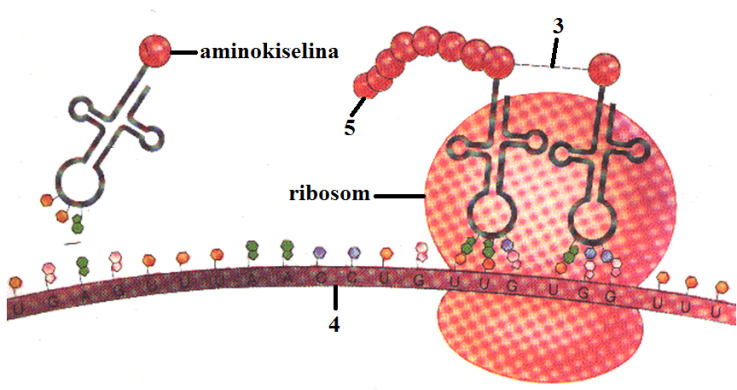 3
aminokiselina
5
ribosom
U G A G U U U A A C C U G U U G U G G U U U
4